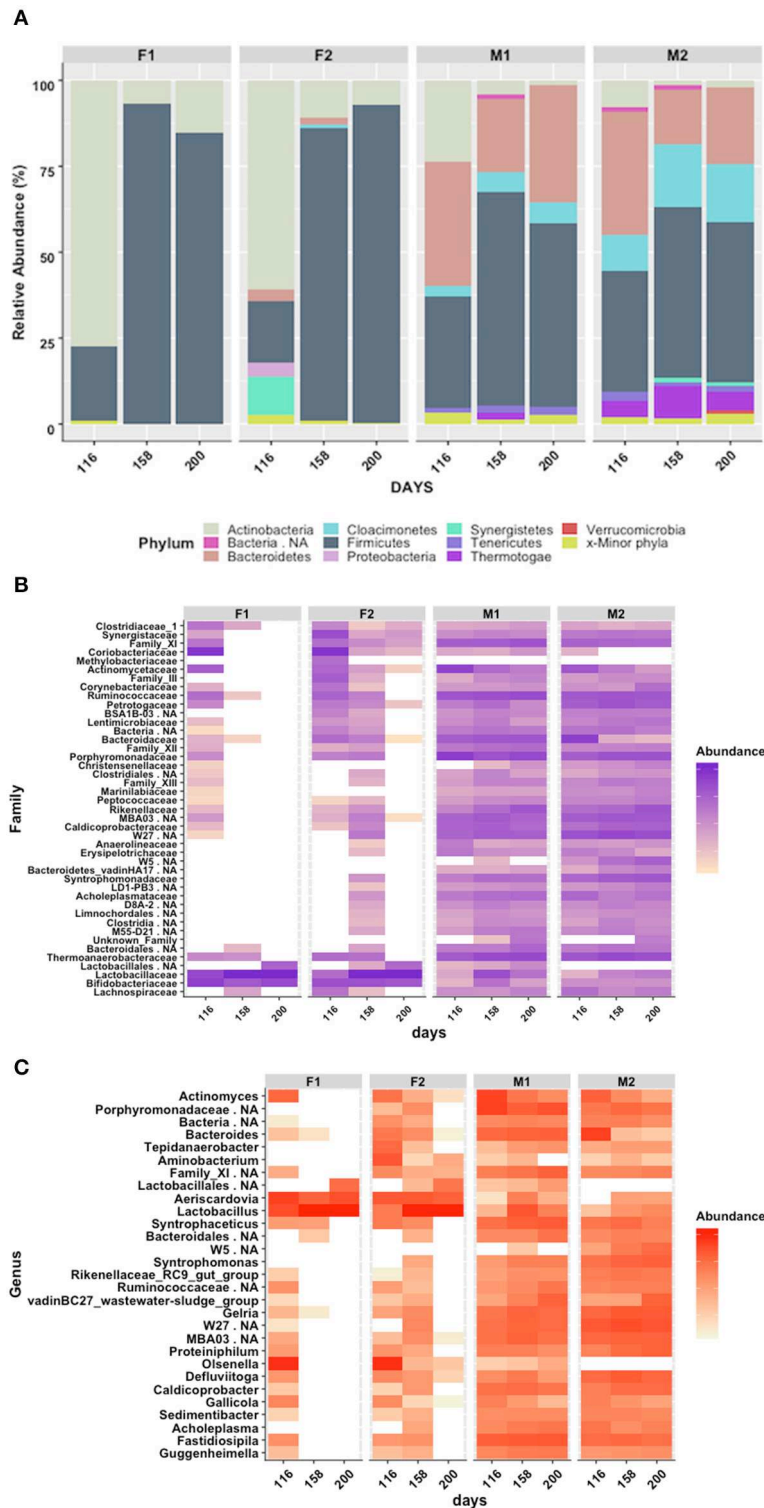 A
F1 F2 M1 M2
100
75
50
25
0
Relative Abundance (%)
116 158 200 116 158 200 116 158 200 116 158 200
DAYS
Phylum
Actinobacteria Cloacimonetes Synergistetes Verrucomicrobia
Bacteria . NA Firmicutes Tenericutes x-Minor phyla
Bacteroidetes Proteobacteria Thermotogae
B
F1 F2 M1 M2
Family
Clostridiaceae_1
Synergistaceae
Family_XI
Coriobacteriaceae
Methylobacteriaceae
Actinomycetaceae
Family_III
Corynebacteriaceae
Ruminococcaceae
Petrotogaceae
BSA1B-03 . NA
Lentimicrobiaceae
Bacteria . NA
Bacteroidaceae
Family_XII
Porphyromonadaceae
Christensenellaceae
Clostridiales . NA
Family_XIII
Marinilabiaceae
Peptococcaceae
Rikenellaceae
MBA03 . NA
Caldicoprobacteraceae
W27 . NA
Anaerolineaceae
Erysipelotrichaceae
W5 . NA
Bacteroidetes_vadinHA17 . NA
Syntrophomonadaceae
LD1-PB3 . NA
Acholeplasmataceae
D8A-2 . NA
Limnochordales . NA
Clostridia . NA
M55-D21 . NA
Unknown_Family
Bacteroidales . NA
Thermoanaerobacteraceae
Lactobacillales . NA
Lactobacillaceae
Bifidobacteriaceae
Lachnospiraceae
116 158 200 116 158 200 116 158 200 116 158 200
days
Abundance
C
F1 F2 M1 M2
Genus
Actinomyces
Porphyromonadaceae . NA
Bacteria . NA
Bacteroides
Tepidanaerobacter
Aminobacterium
Family_XI . NA
Lactobacillales . NA
Aeriscardovia
Lactobacillus
Syntrophaceticus
Bacteroidales . NA
W5 . NA
Syntrophomonas
Rikenellaceae_RC9_gut_group
Ruminococcaceae . NA
vadinBC27_wastewater-sludge_group
Gelria
W27 . NA
MBA03 . NA
Proteiniphilum
Olsenella
Defluviitoga
Caldicoprobacter
Gallicola
Sedimentibacter
Acholeplasma
Fastidiosipila
Guggenheimella
116 158 200 116 158 200 116 158 200 116 158 200
days
Abundance